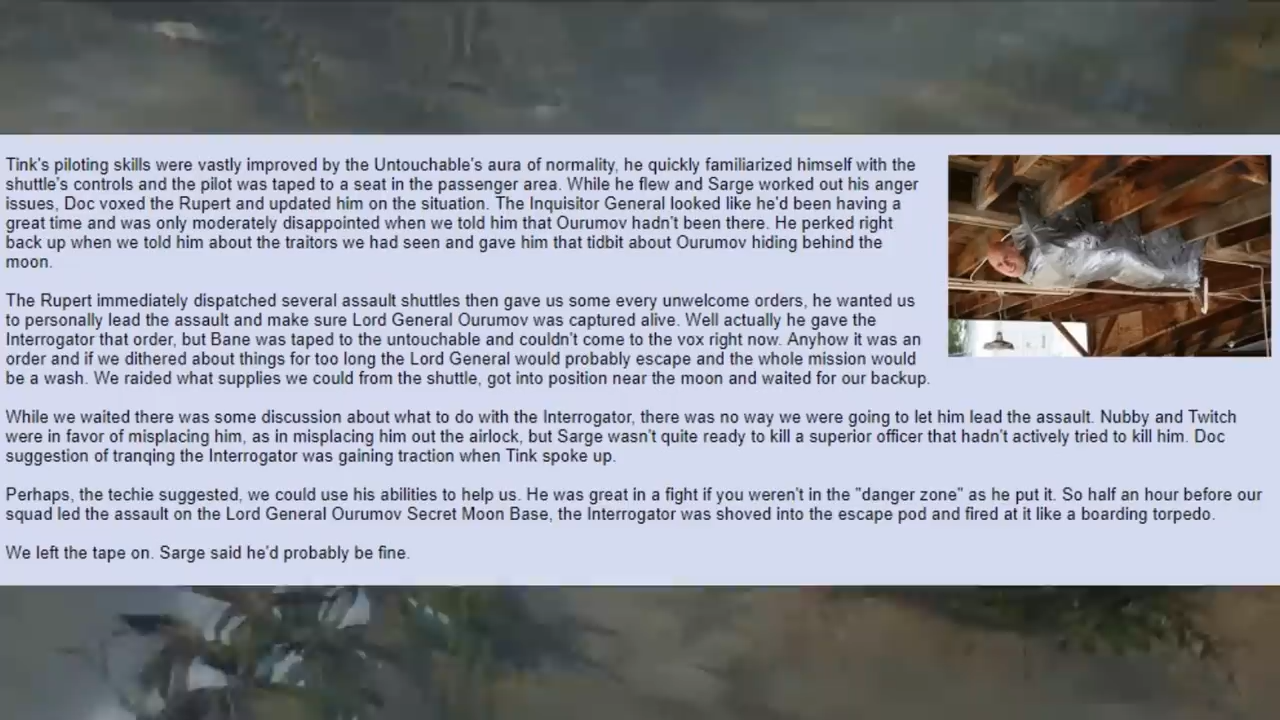 Tink's piloting skills were vastly improved by the Untouchable's aura of normality, he quickly familiarized himself with the
shuttle's controls and the pilot was taped to a seat in the passenger area. While he flew and Sarge worked out his anger
issues, Doc voxed the Rupert and updated him on the situation. The Inquisitor General looked like he'd been having a
great time and was only moderately disappointed when we told him that Ourumov hadn't been there. He perked right
back up when we told him about the traitors we had seen and gave him that tidbit about Ourumov hiding behind the
moon.
The Rupert immediately dispatched several assault shuttles then gave us some every unwelcome orders, he wanted us
to personally lead the assault and make sure Lord General Ourumov was captured alive. Well actually he gave the
Interrogator that order, but Bane was taped to the untouchable and couldn't come to the vox right now. Anyhow it was an
order and if we dithered about things for too long the Lord General would probably escape and the whole mission would
be a wash. We raided what supplies we could from the shuttle, got into position near the moon and waited for our backup.
While we waited there was some discussion about what to do with the Interrogator, there was no way we were going to let him lead the assault. Nubby and Twitch
were in favor of misplacing him, as in misplacing him out the airlock, but Sarge wasn't quite ready to kill a superior officer that hadn't actively tried to kill him. Doc
suggestion of tranqing the Interrogator was gaining traction when Tink spoke up.
Perhaps, the techie suggested, we could use his abilities to help us. He was great in a fight if you weren't in the "danger zone" as he put it. So half an hour before our
squad led the assault on the Lord General Ourumov Secret Moon Base, the Interrogator was shoved into the escape pod and fired at it like a boarding torpedo.
We left the tape on. Sarge said he'd probably be fine.